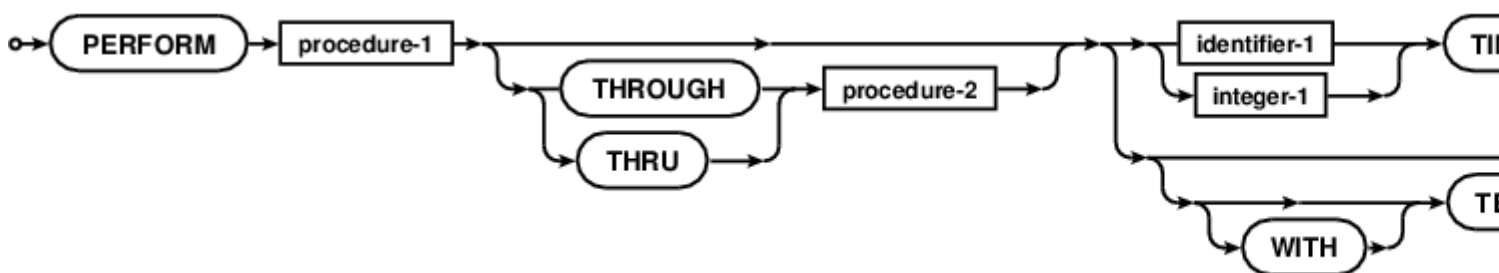 PERFORM procedure-1 identifier-1
THROUGH procedure-2 integer-1
THRU
WITH